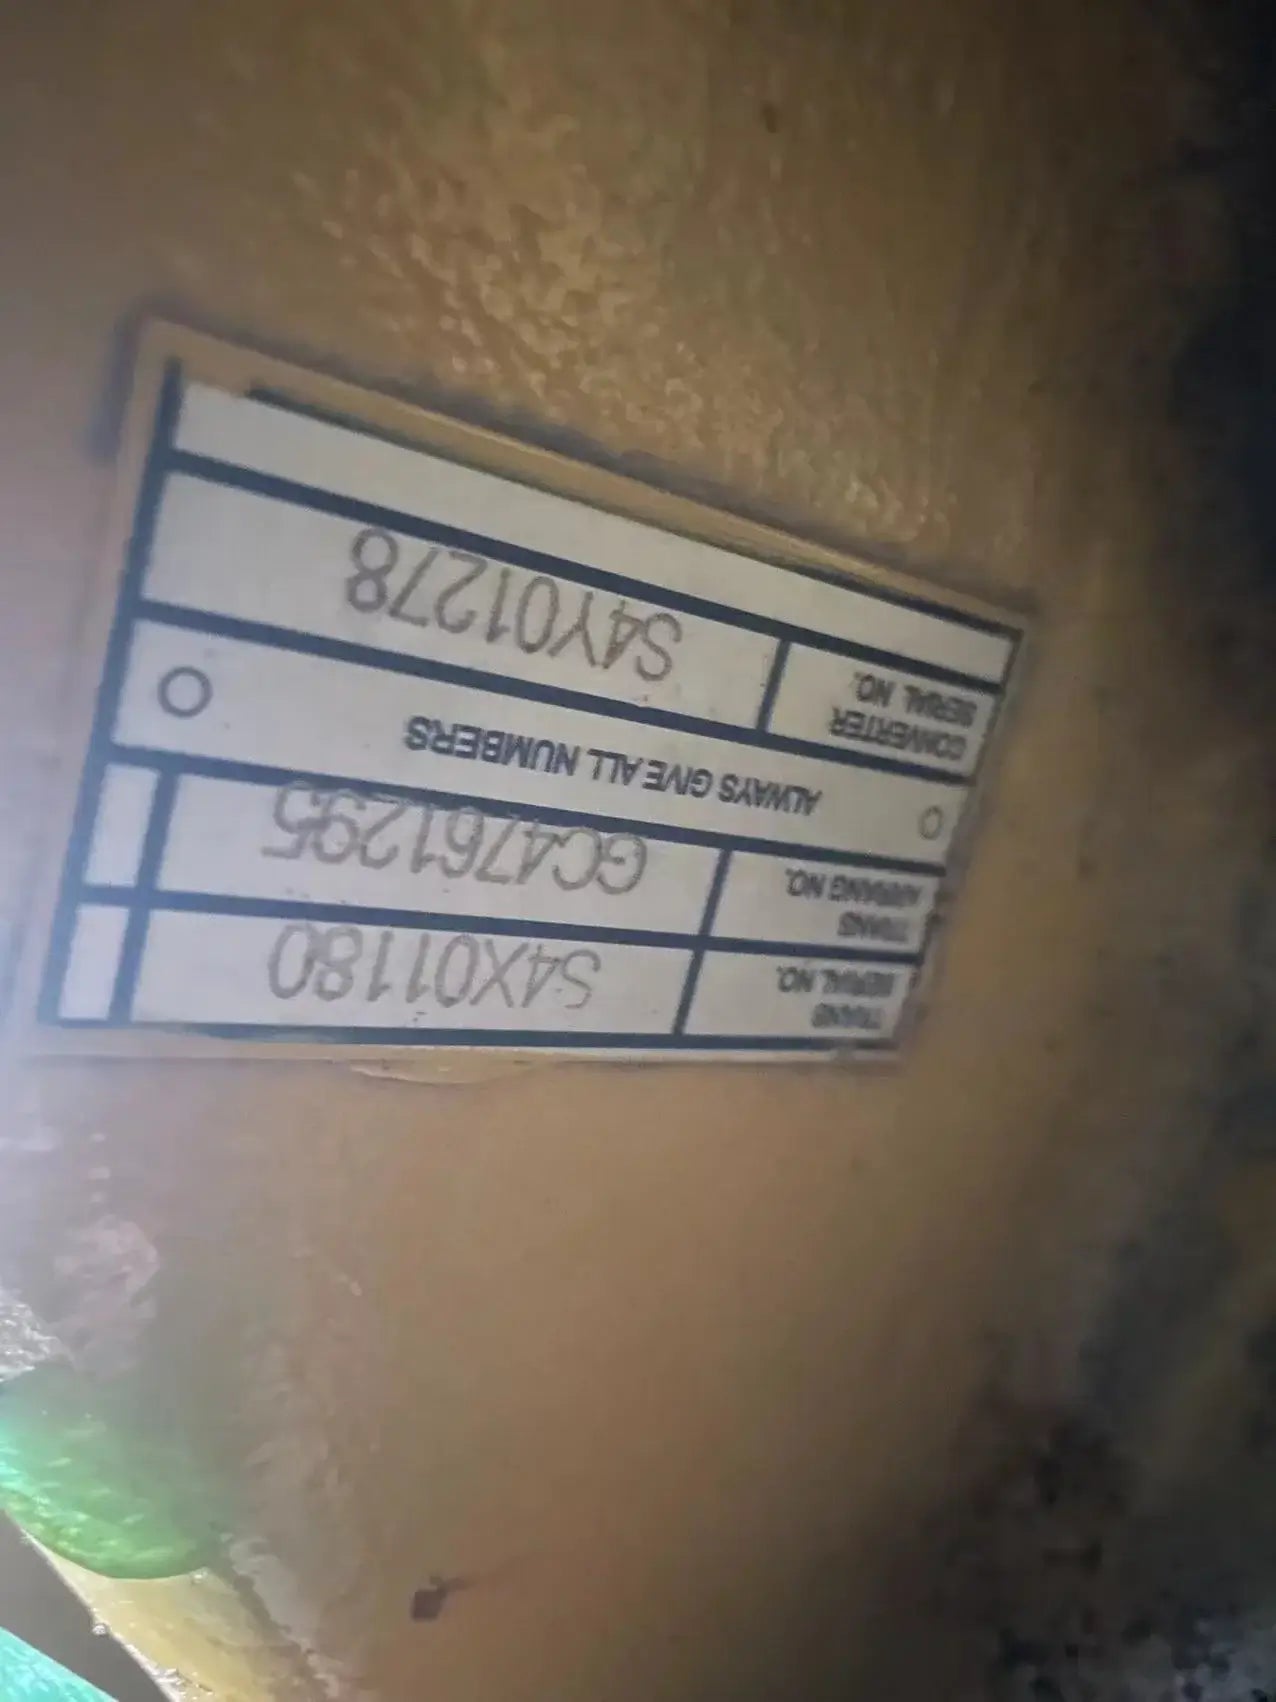 TRANS
SERIAL NO.
S4X01180
TRANS
ARRANG NO.
GC4761295
ALWAYS GIVE ALL NUMBERS
CONVERTER
SERIAL NO.
S4Y01278